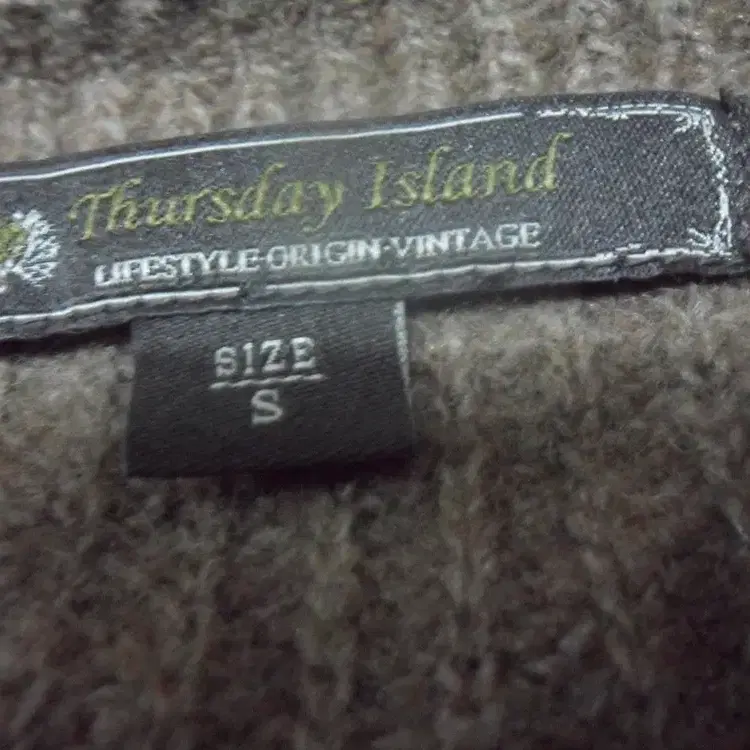 Thursday Island
LIFESTYLE·ORIGIN·VINTAGE
SIZE
S